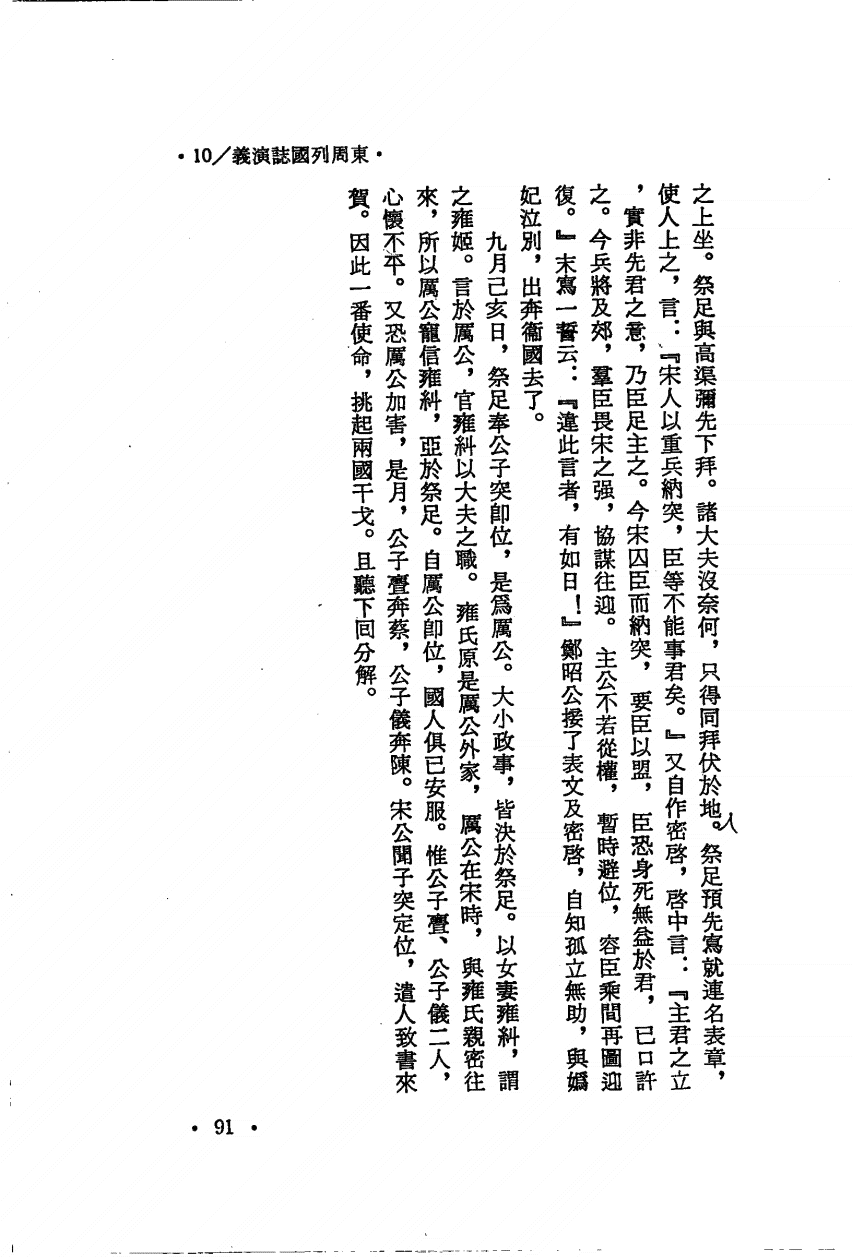 •10／義演誌國列周東•
之上坐。祭足與高渠彌先下拜。諸大夫沒奈何，只得同拜伏於地。祭足預先寫就連名表章，
使人上之，言：『宋人以重兵納突，臣等不能事君矣。』又自作密啓，啓中言：『主君之立
，實非先君之意，乃臣足主之。今宋囚臣而納突，要臣以盟，臣恐身死無益於君，已口許
之。今兵將及郊，羣臣畏宋之强，協謀往迎。主公不若從權，暫時避位，容臣乘間再圖迎
復。』末寫一誓云：『違此言者，有如日！』鄭昭公接了表文及密啓，自知孤立無助，與嬀
妃泣別，出奔衞國去了。
九月己亥日，祭足奉公子突卽位，是爲厲公。大小政事，皆決於祭足。以女妻雍糾，謂
之雍姬。言於厲公，官雍糾以大夫之職。雍氏原是厲公外家，厲公在宋時，與雍氏親密往
來，所以厲公寵信雍糾，亞於祭足。自厲公卽位，國人俱已安服。惟公子亹、公子儀二人，
心懷不平。又恐厲公加害，是月，公子亹奔蔡，公子儀奔陳。宋公聞子突定位，遣人致書來
賀。因此一番使命，挑起兩國干戈。且聽下回分解。
• 91 •